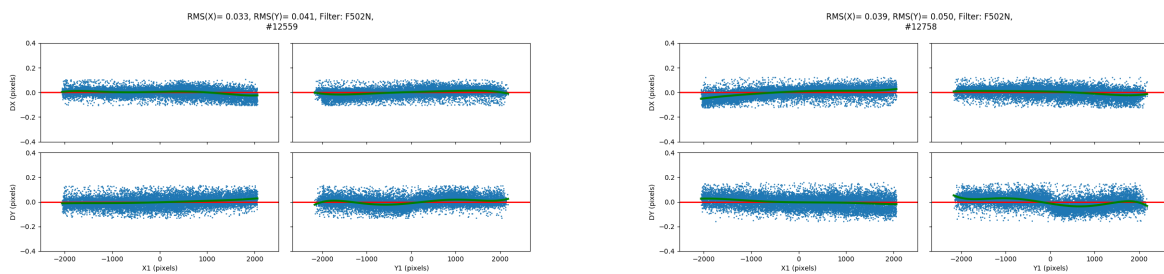 RMS(X)= 0.033, RMS(Y)= 0.041, Filter: F502N,
#12559
DX (pixels)
0.4
0.2
0.0
−0.2
−0.4
DY (pixels)
0.4
0.2
0.0
−0.2
−0.4
−2000 −1000 0 1000 2000
X1 (pixels)
−2000 −1000 0 1000 2000
Y1 (pixels)
RMS(X)= 0.039, RMS(Y)= 0.050, Filter: F502N,
#12758
DX (pixels)
0.4
0.2
0.0
−0.2
−0.4
DY (pixels)
0.4
0.2
0.0
−0.2
−0.4
−2000 −1000 0 1000 2000
X1 (pixels)
−2000 −1000 0 1000 2000
Y1 (pixels)